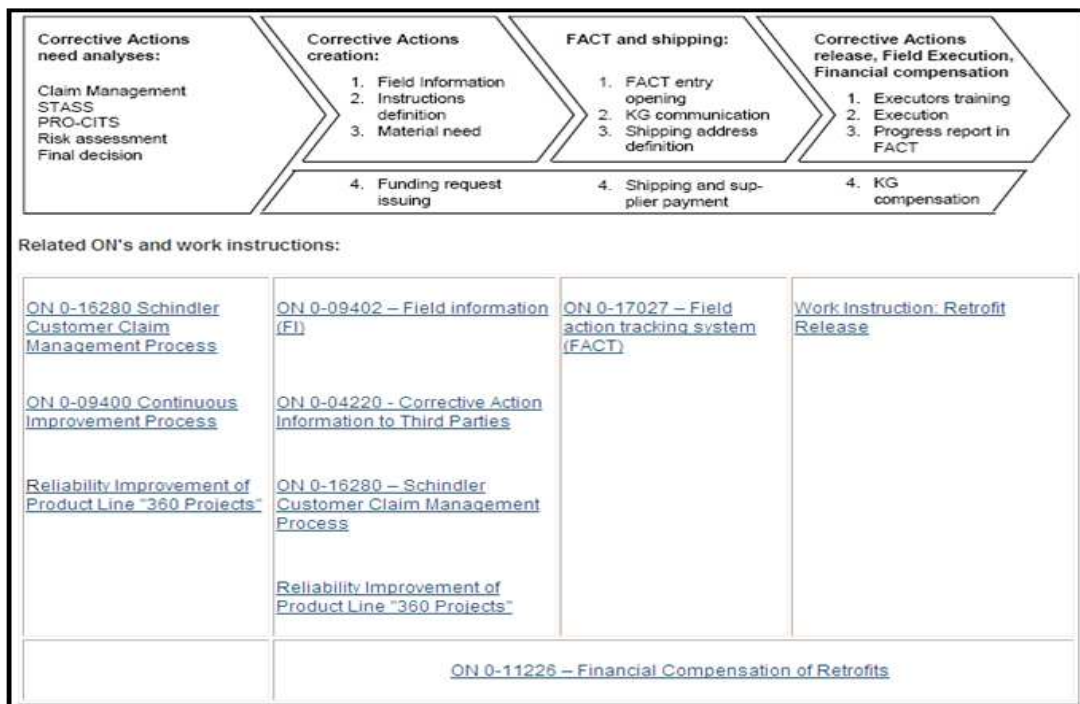 Corrective Actions
need analyses:
Claim Management
STASS
PRO-CITS
Risk assessment
Final decision
Corrective Actions
creation:
1. Field Information
2. Instructions
definition
3. Material need
FACT and shipping:
1. FACT entry
opening
2. KG communication
3. Shipping address
definition
Corrective Actions
release, Field Execution,
Financial compensation
1. Executors training
2. Execution
3. Progress report in
FACT
4. Funding request
issuing
4. Shipping and sup-
plier payment
4. KG
compensation
Related ON's and work instructions:
ON 0-16280 Schindler
Customer Claim
Management Process
ON 0-09400 Continuous
Improvement Process
Reliability Improvement of
Product Line "360 Projects"
ON 0-09402 – Field information
(FI)
ON 0-04220 - Corrective Action
Information to Third Parties
ON 0-16280 – Schindler
Customer Claim Management
Process
Reliability Improvement of
Product Line "360 Projects"
ON 0-17027 – Field
action tracking system
(FACT)
Work Instruction: Retrofit
Release
ON 0-11226 – Financial Compensation of Retrofits